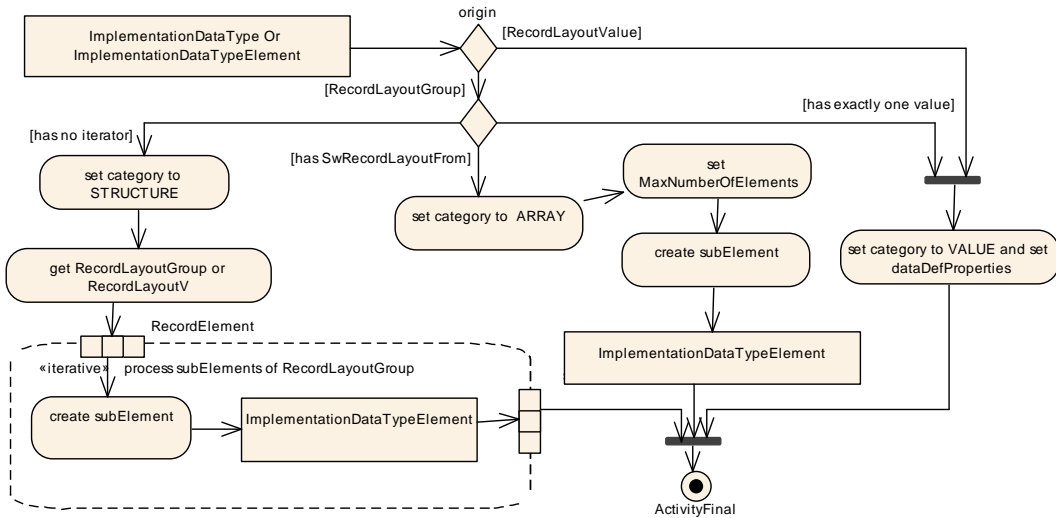 origin
ImplementationDataType Or
ImplementationDataTypeElement
[RecordLayoutValue]
[RecordLayoutGroup]
[has exactly one value]
[has no iterator]
[has SwRecordLayoutFrom]
set category to
STRUCTURE
set category to ARRAY
set
MaxNumberOfElements
get RecordLayoutGroup or
RecordLayoutV
create subElement
set category to VALUE and set
dataDefProperties
RecordElement
«iterative» process subElements of RecordLayoutGroup
ImplementationDataTypeElement
create subElement
ImplementationDataTypeElement
ActivityFinal